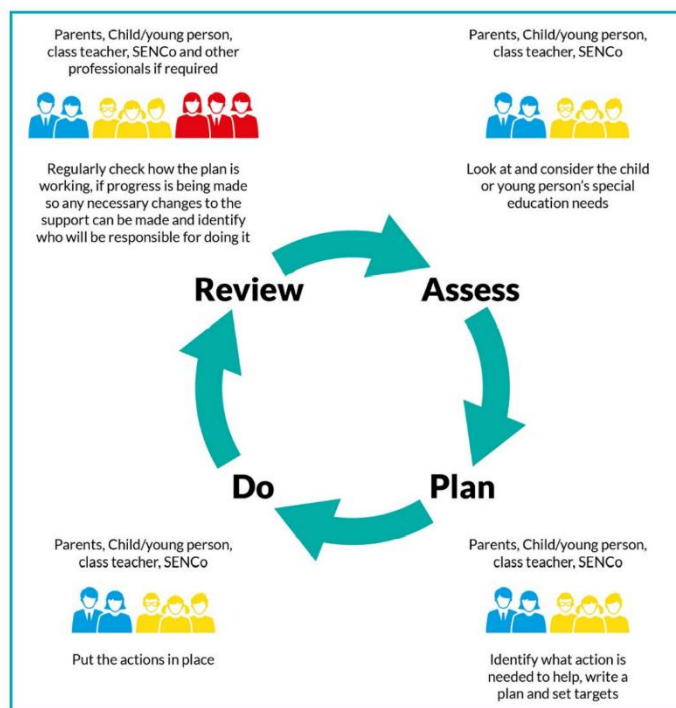 Parents, Child/young person,
class teacher, SENCo and other
professionals if required
Regularly check how the plan is
working, if progress is being made
so any necessary changes to the
support can be made and identify
who will be responsible for doing it
Parents, Child/young person,
class teacher, SENCo
Look at and consider the child
or young person's special
education needs
Review
Assess
Do
Plan
Parents, Child/young person,
class teacher, SENCo
Put the actions in place
Parents, Child/young person,
class teacher, SENCo
Identify what action is
needed to help, write a
plan and set targets